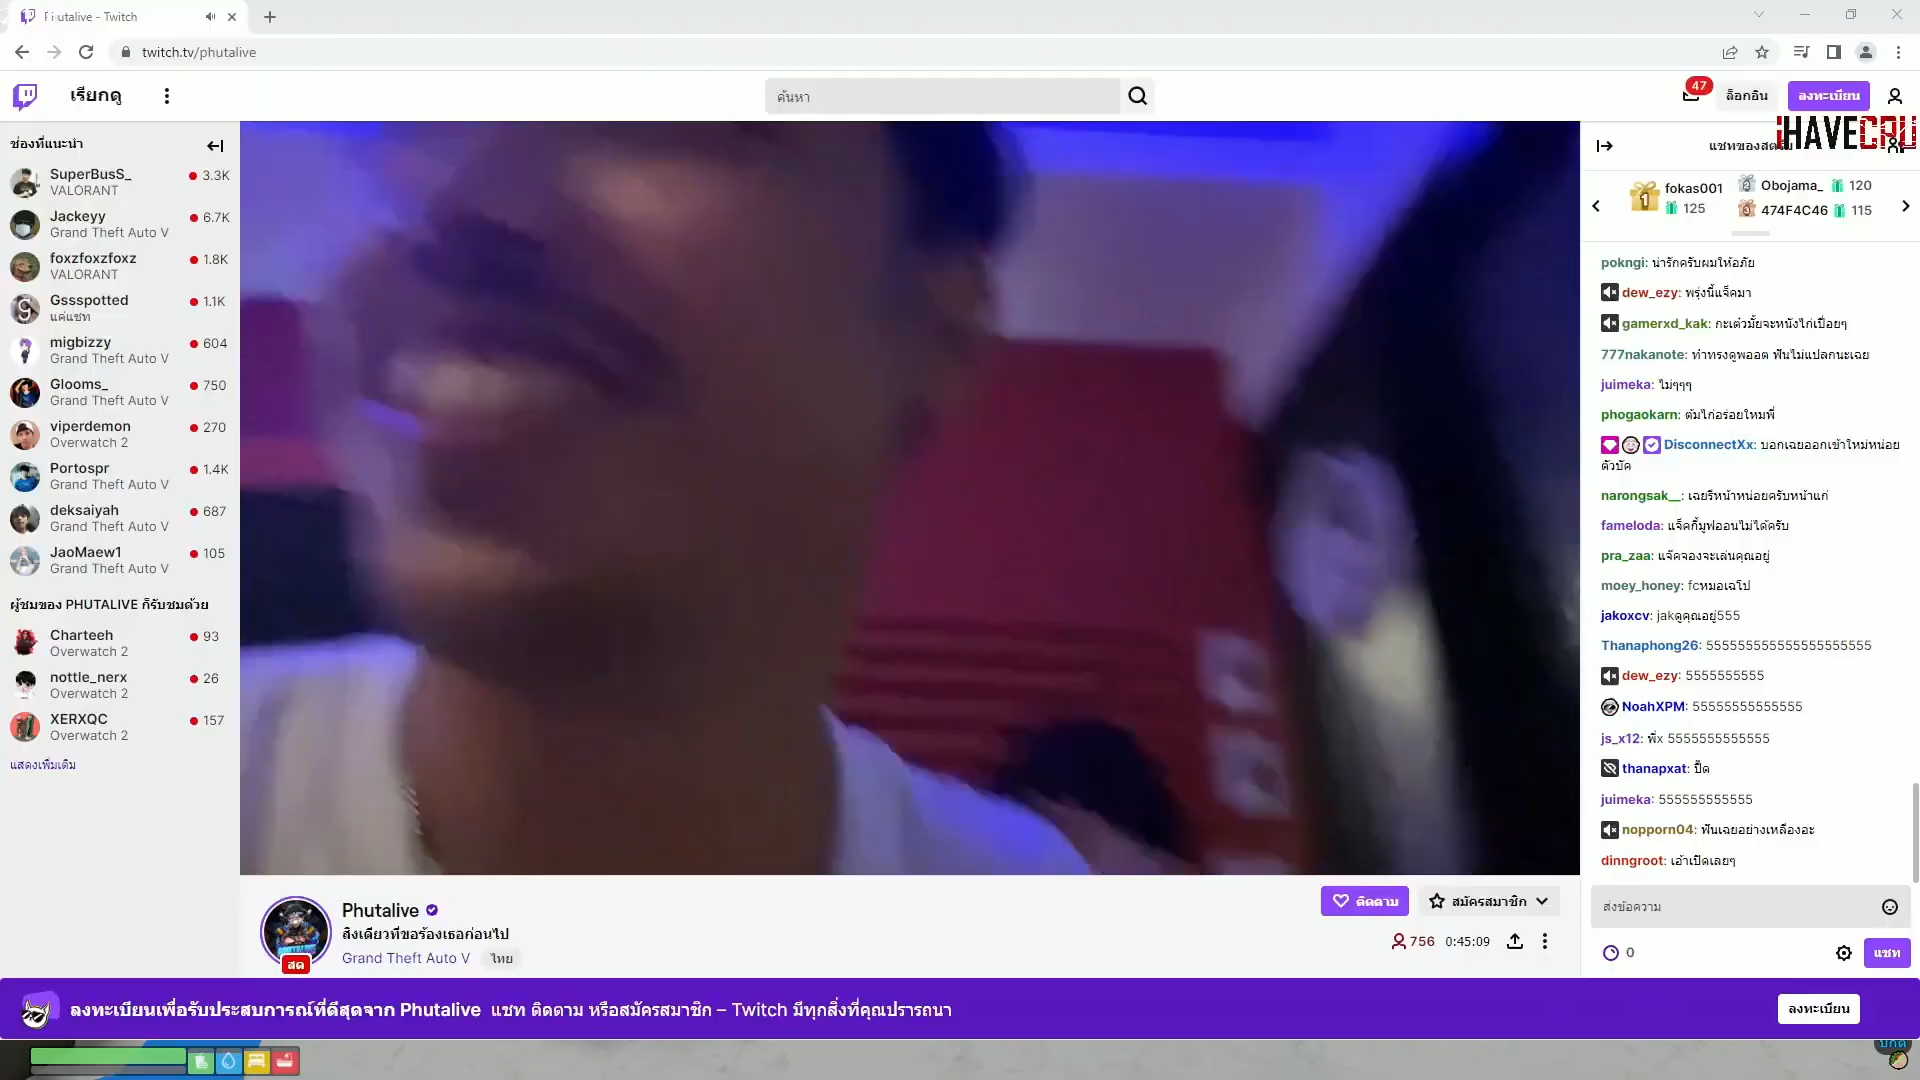 Phutalive - Twitch
twitch.tv/phutalive
เรียกดู
ค้นหา
47
ล็อกอิน
ลงทะเบียน
ช่องที่แนะนำ
SuperBusS_
3.3K
VALORANT
Jackeyy
6.7K
Grand Theft Auto V
foxzfoxzfoxz
1.8K
VALORANT
Gssspotted
1.1K
แค่แชท
migbizzy
604
Grand Theft Auto V
Glooms_
750
Grand Theft Auto V
viperdemon
270
Overwatch 2
Portospr
1.4K
Grand Theft Auto V
deksaiyah
687
Grand Theft Auto V
JaoMaew1
105
Grand Theft Auto V
ผู้ชมของ PHUTALIVE ก็รับชมด้วย
Charteeh
93
Overwatch 2
nottle_nerx
26
Overwatch 2
XERXQC
157
Overwatch 2
แสดงเพิ่มเติม
Phutalive
สิ่งเดียวที่ขอร้องเธอก่อนไป
Grand Theft Auto V ไทย
สด
ติดตาม
สมัครสมาชิก
756 0:45:09
iHAVECPU
แชทของสตรีม
1 fokas001
125
2 Obojama_ 120
3 474F4C46 115
pokngi: น่ารักครับผมให้อภัย
dew_ezy: พรุ่งนี้แจ็คมา
gamerxd_kak: กะเต๋วมั้ยจะหนังไก่เปื่อยๆ
777nakanote: ท่าทรงดูพออต ฟันไม่แปลกนะเฉย
juimeka: ไม่ๆๆๆ
phogaokarn: ต้มไก่อร่อยไหมพี่
DisconnectXx: บอกเฉยออกเข้าใหม่หน่อย
ตัวบัค
narongsak__: เฉยรีหน้าหน่อยครับหน้าแก่
fameloda: แจ็คกี้มูฟออนไม่ได้ครับ
pra_zaa: แจ๊คจองจะเล่นคุณอยู่
moey_honey: fcหมอเฉโป
jakoxcv: jakดูคุณอยู่555
Thanaphong26: 555555555555555555555
dew_ezy: 5555555555
NoahXPM: 55555555555555
js_x12: พี่x 5555555555555
thanapxat: ปิ๊ด
juimeka: 555555555555
nopporn04: ฟันเฉยอย่างเหลืองอะ
dinngroot: เอ้าเปิดเลยๆ
ส่งข้อความ
0
แชท
ลงทะเบียนเพื่อรับประสบการณ์ที่ดีสุดจาก Phutalive แชท ติดตาม หรือสมัครสมาชิก – Twitch มีทุกสิ่งที่คุณปรารถนา
ลงทะเบียน
ปกติ